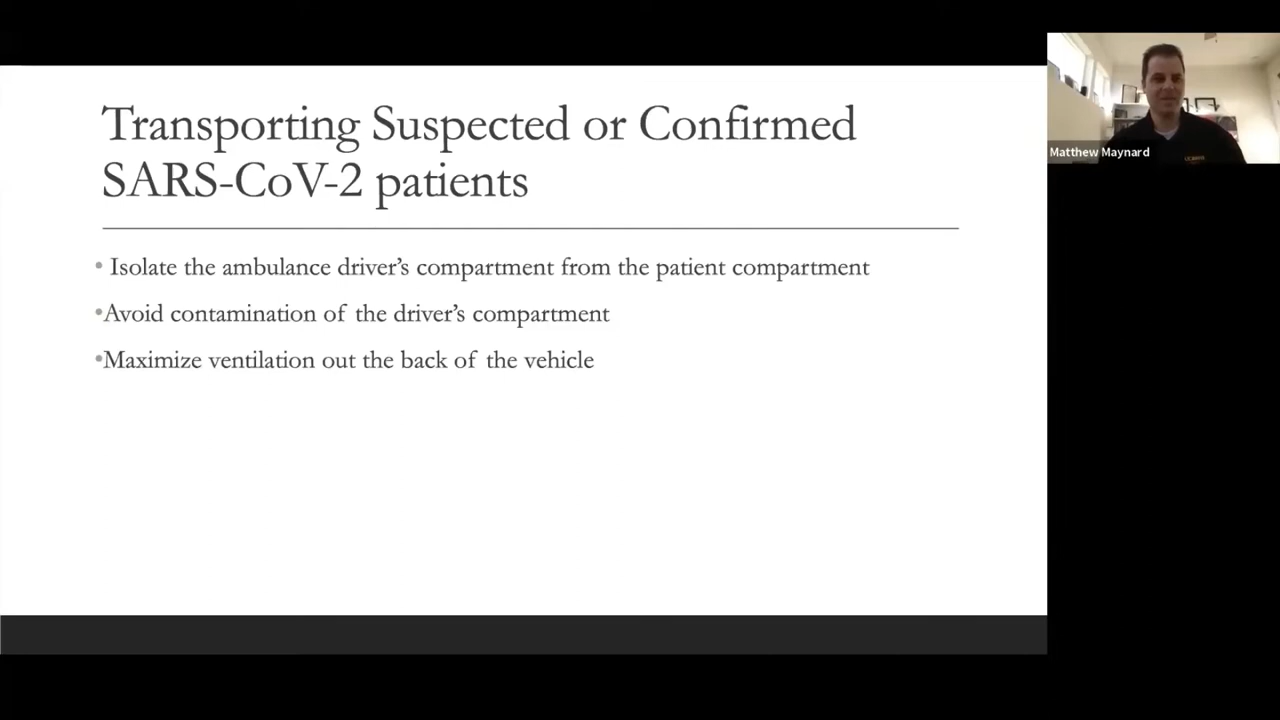 Transporting Suspected or Confirmed
SARS-CoV-2 patients
• Isolate the ambulance driver’s compartment from the patient compartment
•Avoid contamination of the driver’s compartment
•Maximize ventilation out the back of the vehicle
Matthew Maynard